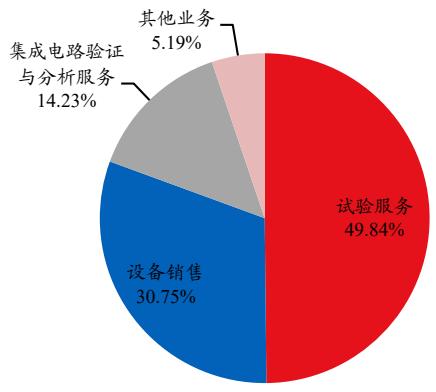 其他业务
5.19%
集成电路验证
与分析服务
14.23%
试验服务
49.84%
设备销售
30.75%